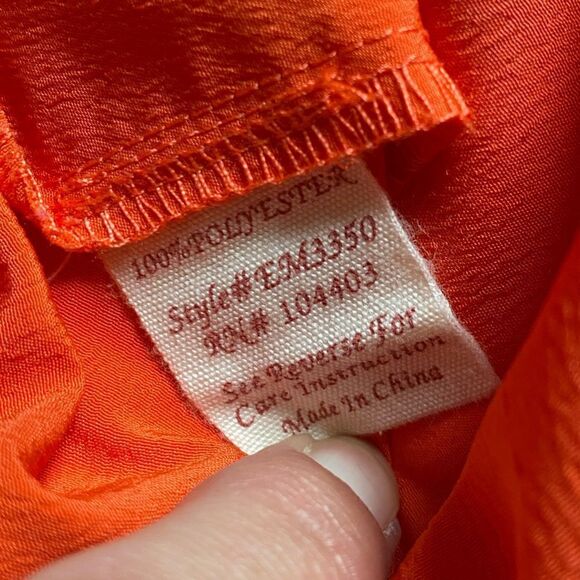 100% POLYESTER
Style# EM3350
RN# 104403
See Reverse For
Care Instruction
Made In China